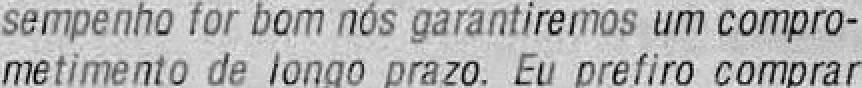 sempenho for bom nós garantiremos um compro-
metimento de longo prazo. Eu prefiro comprar